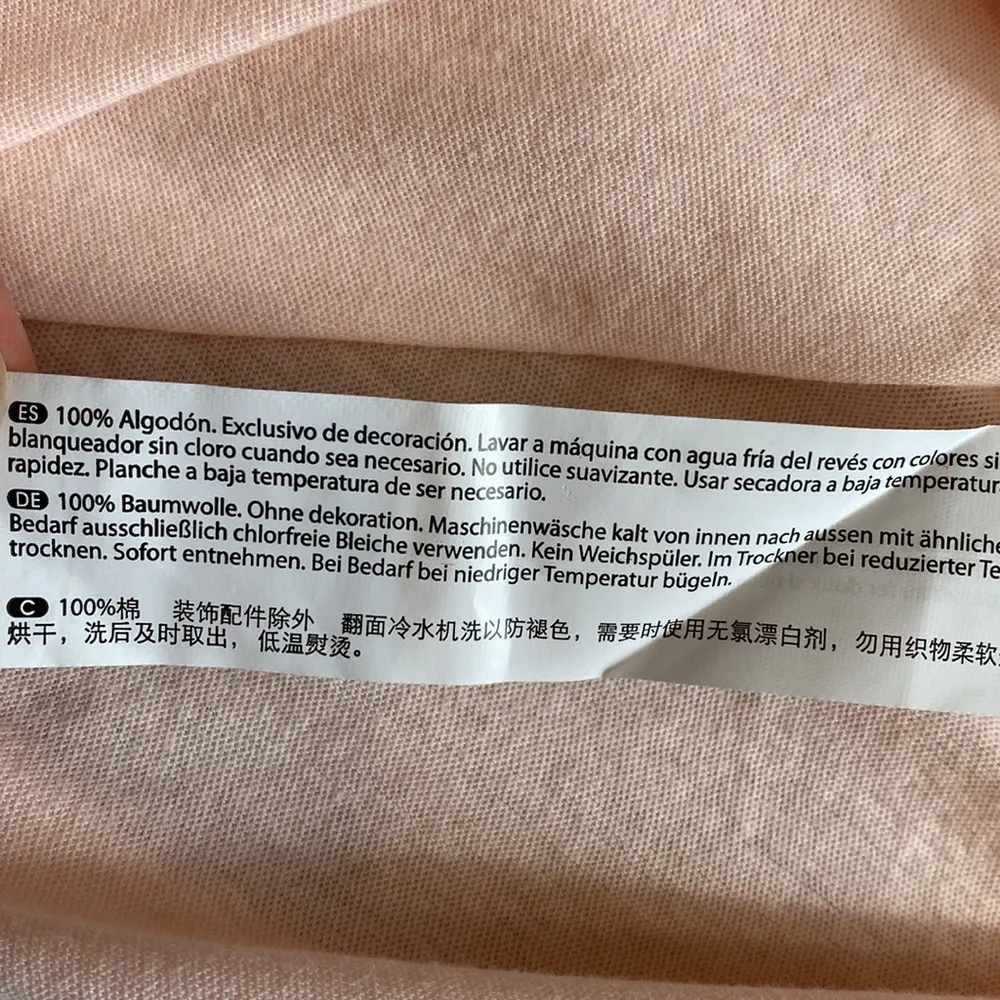 ES 100% Algodón. Exclusivo de decoración. Lavar a máquina con agua fría del revés con colores si
blanqueador sin cloro cuando sea necesario. No utilice suavizante. Usar secadora a baja temperatur
rapidez. Planche a baja temperatura de ser necesario.
DE 100% Baumwolle. Ohne dekoration. Maschinenwäsche kalt von innen nach aussen mit ähnliche
Bedarf ausschließlich chlorfreie Bleiche verwenden. Kein Weichspüler. Im Trockner bei reduzierter Te
trocknen. Sofort entnehmen. Bei Bedarf bei niedriger Temperatur bügeln.
C 100%棉 装饰配件除外 翻面冷水机洗以防褪色，需要时使用无氯漂白剂，勿用织物柔软
烘干，洗后及时取出，低温熨烫。